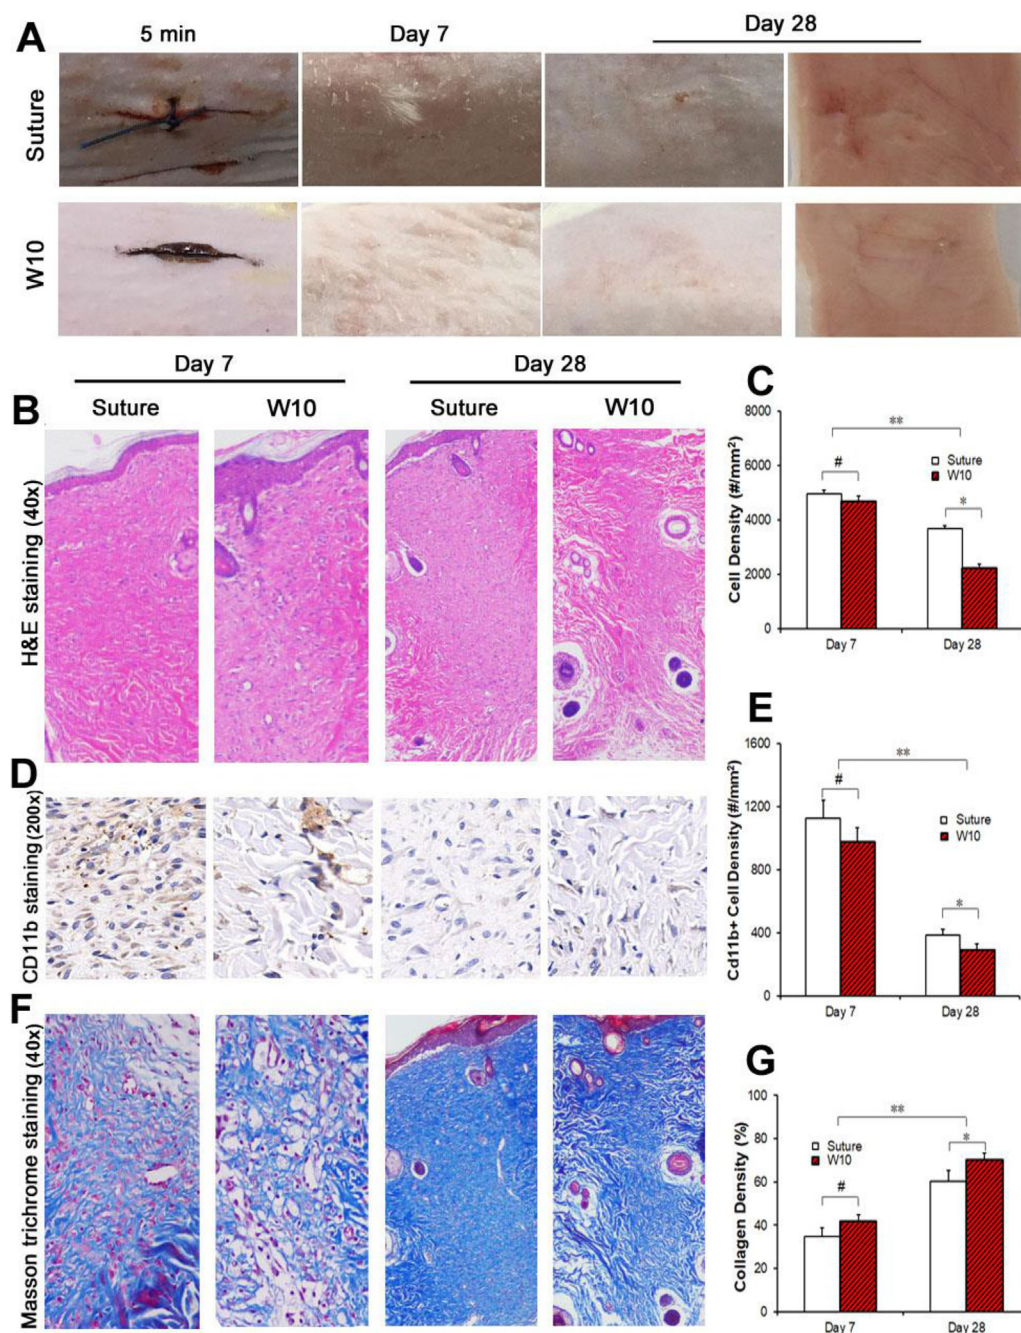 A
5 min
Day 7
Day 28
Suture
W10
Day 7
Day 28
B
Suture
W10
Suture
W10
H&E staining (40x)
C
Cell Density (#/mm²)
8000
6000
4000
2000
0
**
#
*
Suture
W10
Day 7
Day 28
D
CD11b staining(200x)
E
Cd11b+ Cell Density (#/mm²)
1600
1200
800
400
0
**
#
*
Suture
W10
Day 7
Day 28
F
Masson trichrome staining (40x)
G
Collagen Density (%)
100
80
60
40
20
0
**
#
*
Suture
W10
Day 7
Day 28